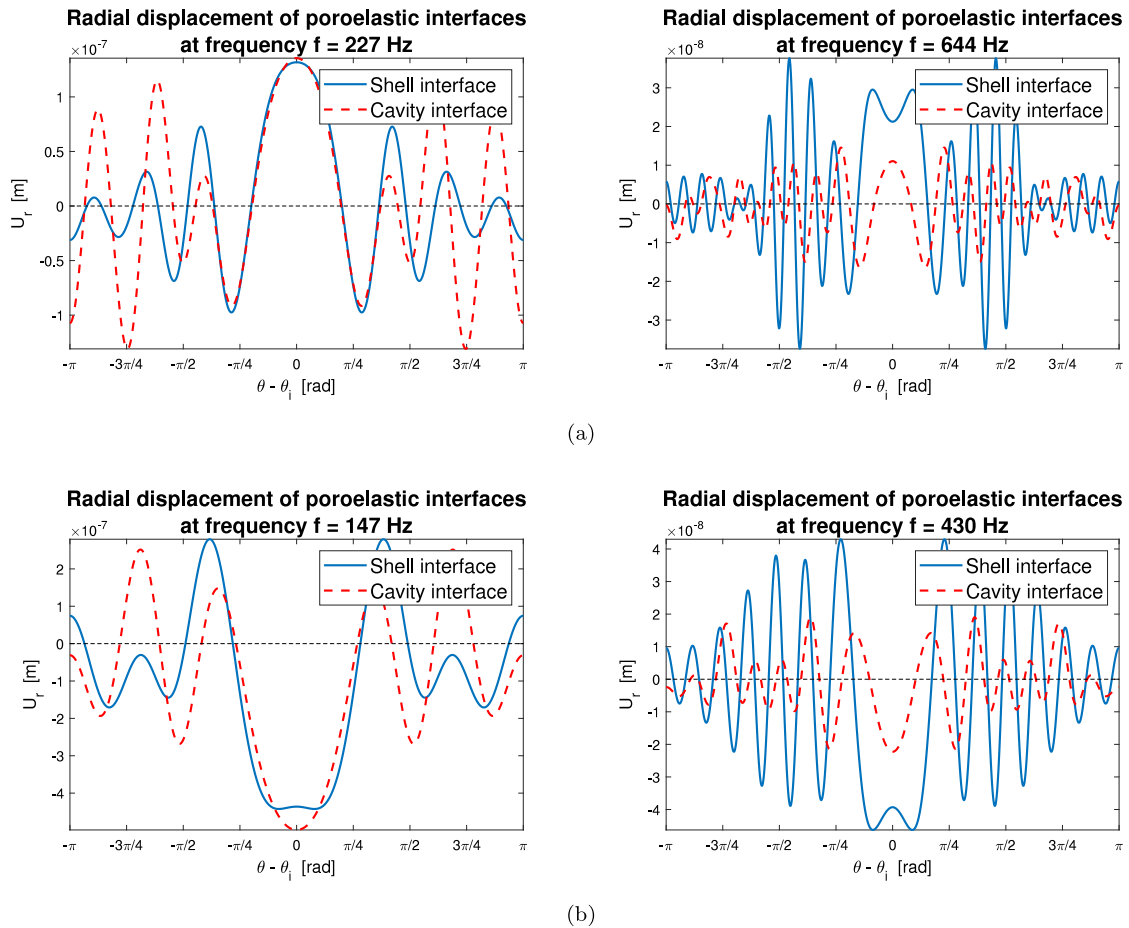 Radial displacement of poroelastic interfaces
at frequency f = 227 Hz
×10⁻⁷
Shell interface
Cavity interface
1
0.5
0
-0.5
-1
U_r [m]
-π -3π/4 -π/2 -π/4 0 π/4 π/2 3π/4 π
θ - θ_i [rad]
Radial displacement of poroelastic interfaces
at frequency f = 644 Hz
×10⁻⁸
Shell interface
Cavity interface
3
2
1
0
-1
-2
-3
U_r [m]
-π -3π/4 -π/2 -π/4 0 π/4 π/2 3π/4 π
θ - θ_i [rad]
(a)
Radial displacement of poroelastic interfaces
at frequency f = 147 Hz
×10⁻⁷
Shell interface
Cavity interface
2
1
0
-1
-2
-3
-4
U_r [m]
-π -3π/4 -π/2 -π/4 0 π/4 π/2 3π/4 π
θ - θ_i [rad]
Radial displacement of poroelastic interfaces
at frequency f = 430 Hz
×10⁻⁸
Shell interface
Cavity interface
4
3
2
1
0
-1
-2
-3
-4
U_r [m]
-π -3π/4 -π/2 -π/4 0 π/4 π/2 3π/4 π
θ - θ_i [rad]
(b)